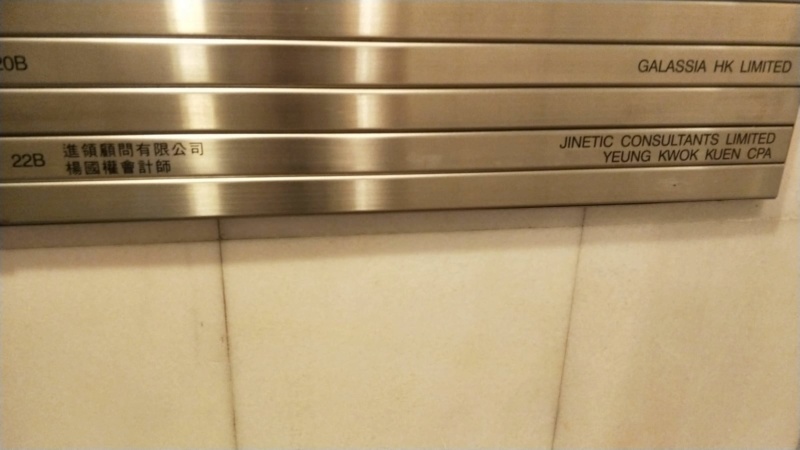 20B GALASSIA HK LIMITED
22B 進領顧問有限公司 JINETIC CONSULTANTS LIMITED
楊國權會計師 YEUNG KWOK KUEN CPA